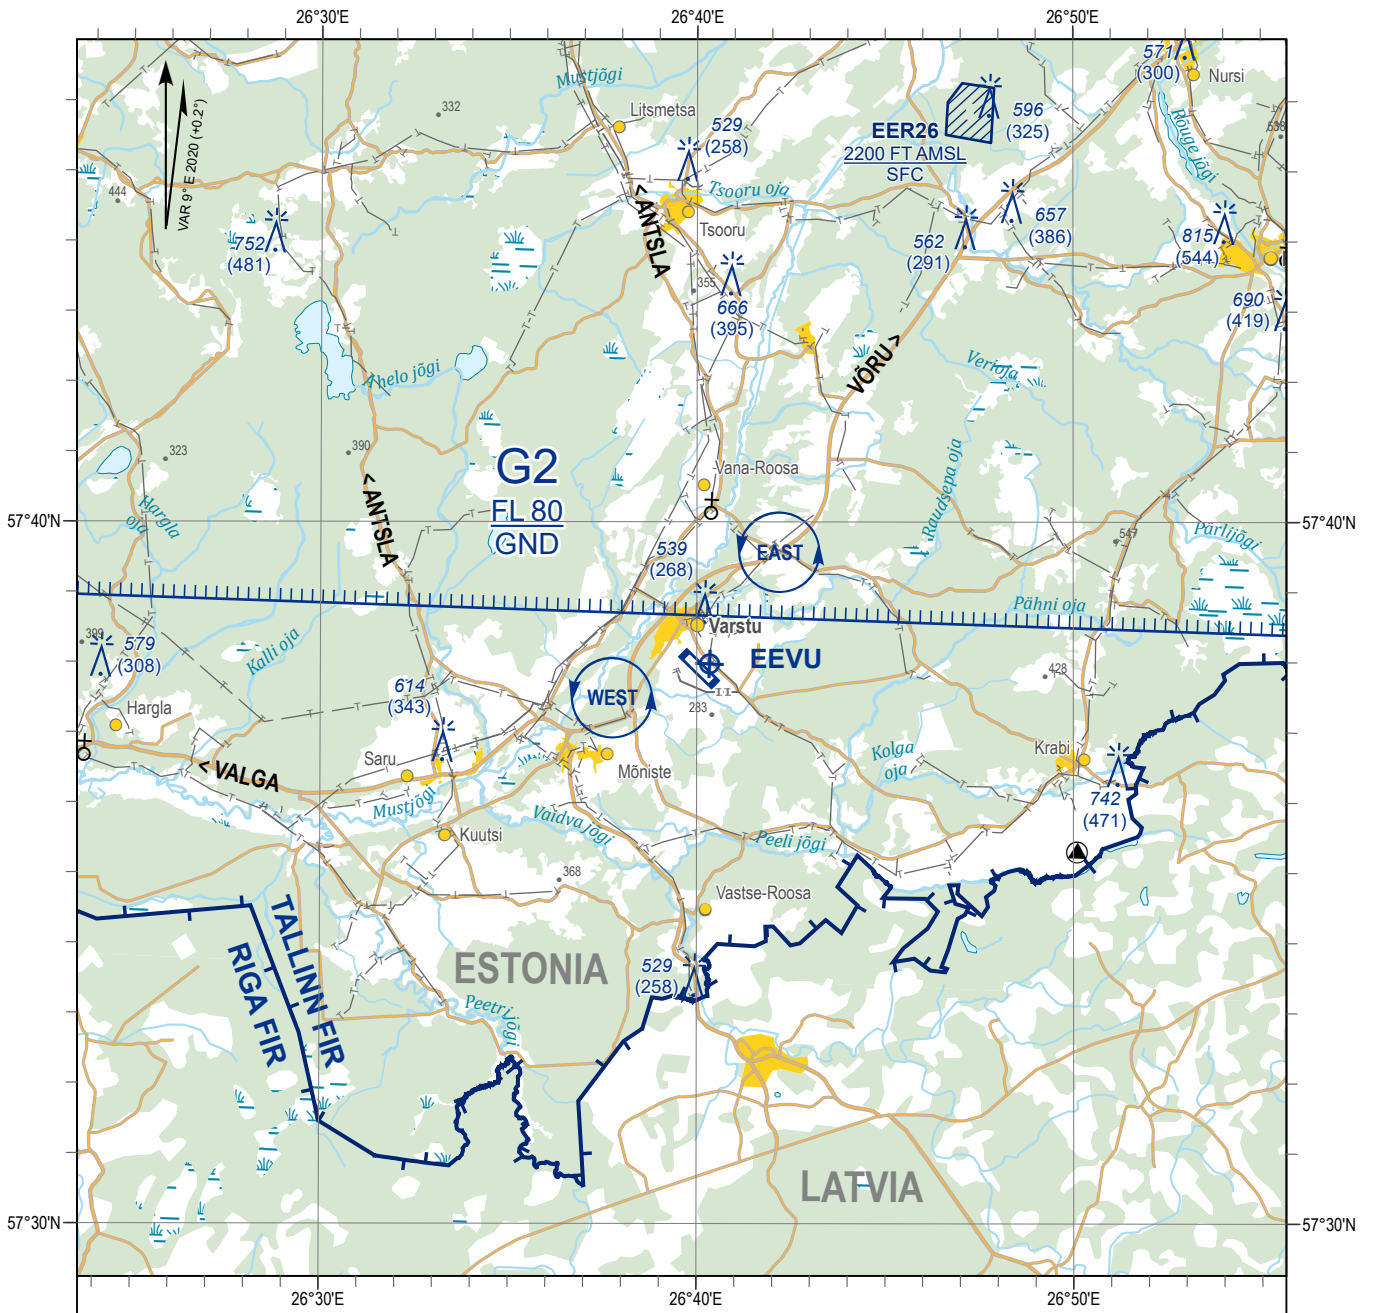 26°30'E
26°40'E
26°50'E
VAR 9° E 2020 (+0.2°)
Mustjõgi
332
Litsmetsa
529
(258)
EER26
2200 FT AMSL
SFC
596
(325)
571
(300)
Nursi
Rõuge jõgi
538
444
752
(481)
< ANTSLA
Tsooru oja
Tsooru
355
666
(395)
562
(291)
657
(386)
815
(544)
690
(419)
Ahelo jõgi
VÕRU >
Verioja
323
390
Hargla
oja
< ANTSLA
G2
FL 80
GND
Vana-Roosa
Raudsepa oja
547
Pärlijõgi
57°40'N
57°40'N
539
(268)
EAST
Pähni oja
399
579
(308)
Kalli oja
Varstu
EEVU
428
Hargla
614
(343)
WEST
283
Saru
< VALGA
Mustjõgi
Mõniste
Kolga
oja
Krabi
742
(471)
Kuutsi
Vaidva jõgi
Peeli jõgi
368
Vastse-Roosa
TALLINN FIR
RIGA FIR
ESTONIA
529
(258)
Peetri jõgi
LATVIA
57°30'N
57°30'N
26°30'E
26°40'E
26°50'E